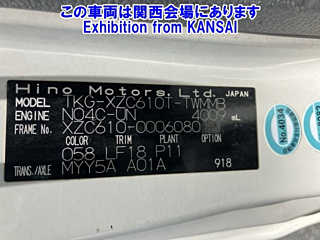 この車両は関西会場にあります
Exhibition from KANSAI
Hino Motors, Ltd. JAPAN
MODEL TKG-XZC610T-TWMMB
ENGINE N04C-UN 4009 mL
FRAME No. XZC610-0006080
COLOR TRIM PLANT OPTION
058 LF18 P11
TRANS./AXLE MYY5A A01A 918
No.4034